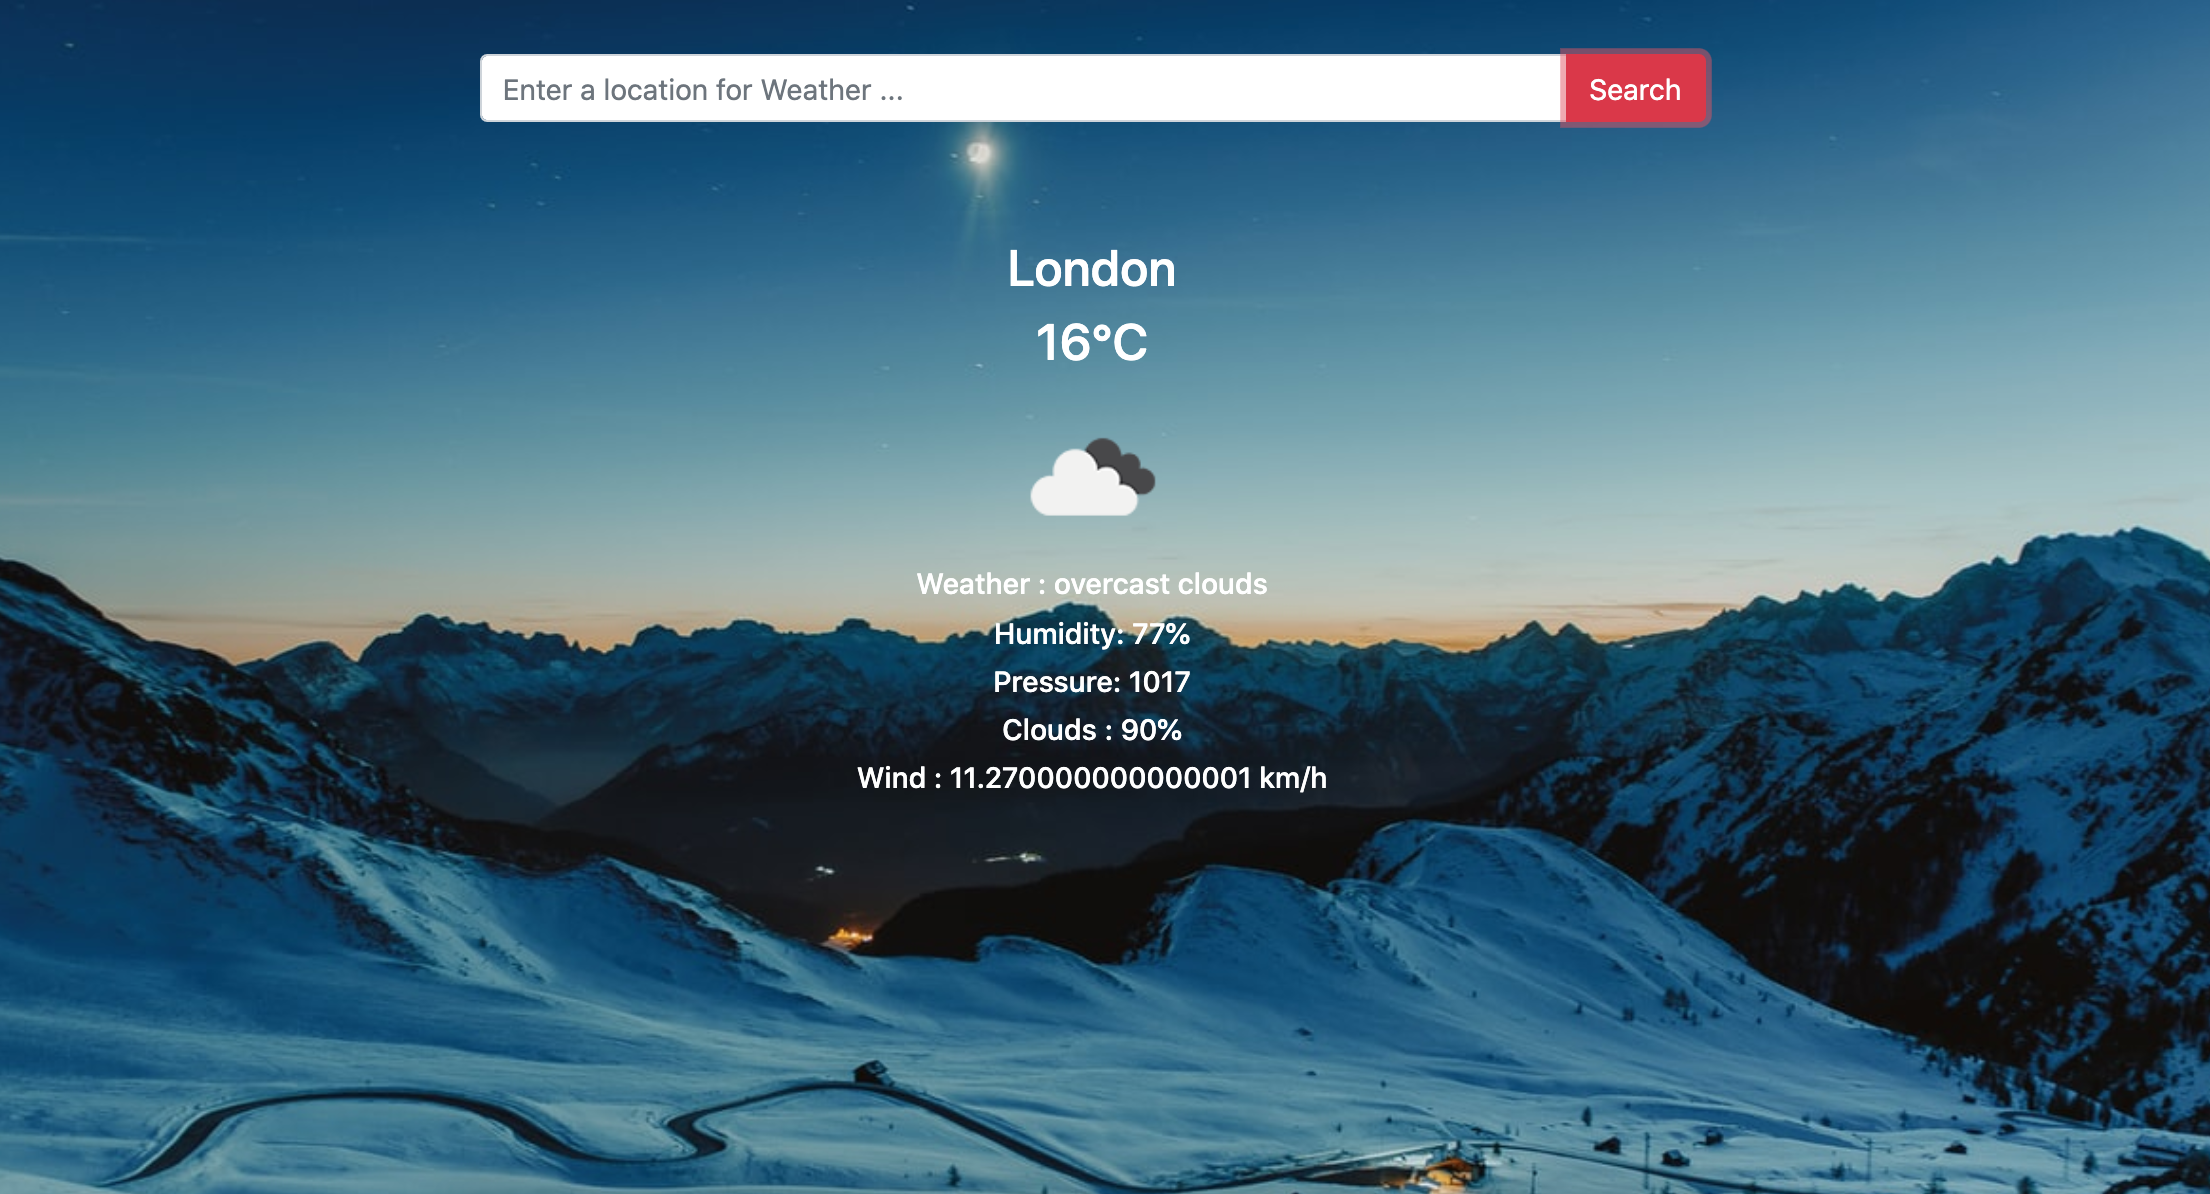 Enter a location for Weather ...
Search
London
16°C
Weather : overcast clouds
Humidity: 77%
Pressure: 1017
Clouds : 90%
Wind : 11.270000000000001 km/h